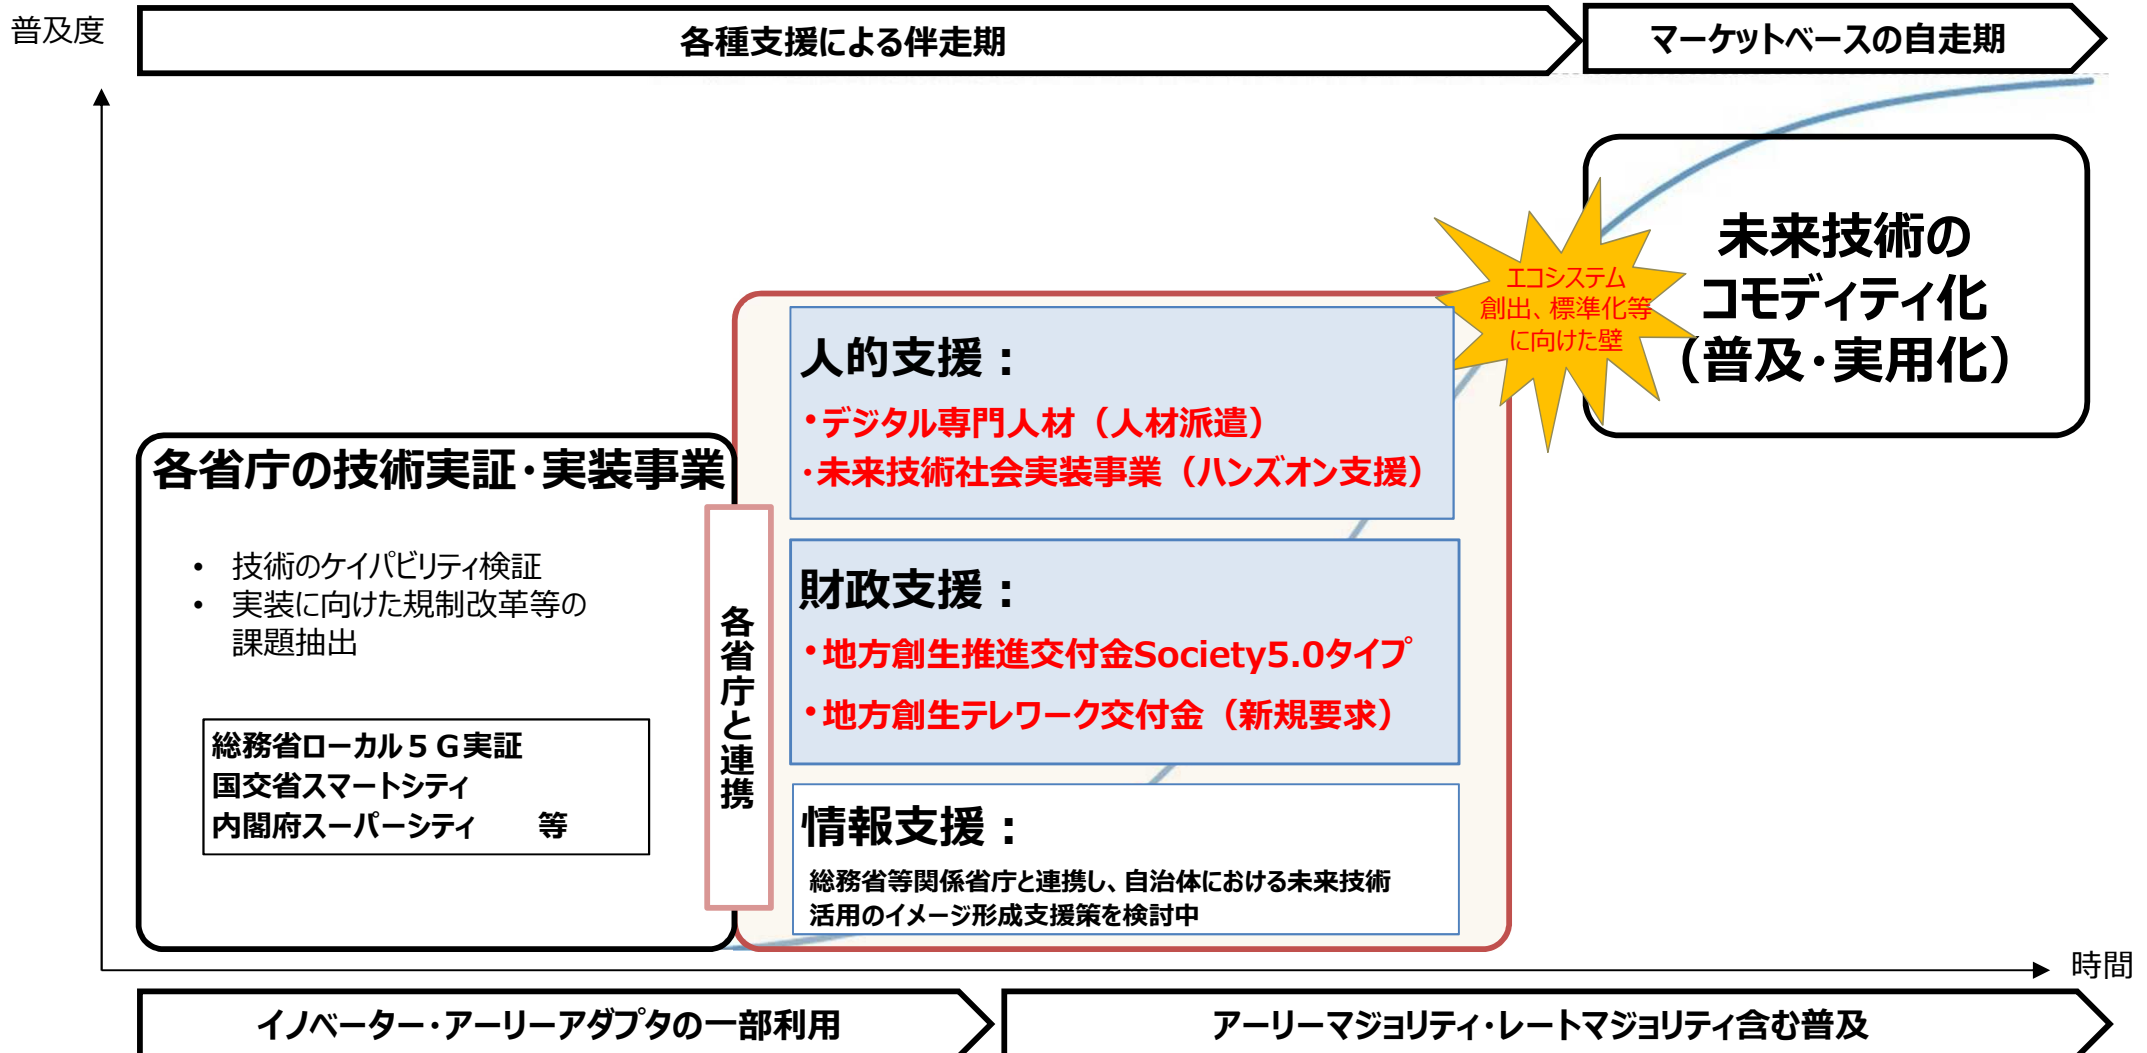 普及度
各種支援による伴走期
マーケットベースの自走期
各省庁の技術実証・実装事業
• 技術のケイパビリティ検証
• 実装に向けた規制改革等の
課題抽出
総務省ローカル５Ｇ実証
国交省スマートシティ
内閣府スーパーシティ　　等
各省庁と連携
人的支援：
・デジタル専門人材（人材派遣）
・未来技術社会実装事業（ハンズオン支援）
財政支援：
・地方創生推進交付金Society5.0タイプ
・地方創生テレワーク交付金（新規要求）
情報支援：
総務省等関係省庁と連携し、自治体における未来技術
活用のイメージ形成支援策を検討中
エコシステム
創出、標準化等
に向けた壁
未来技術の
コモディティ化
（普及・実用化）
時間
イノベーター・アーリーアダプタの一部利用
アーリーマジョリティ・レートマジョリティ含む普及